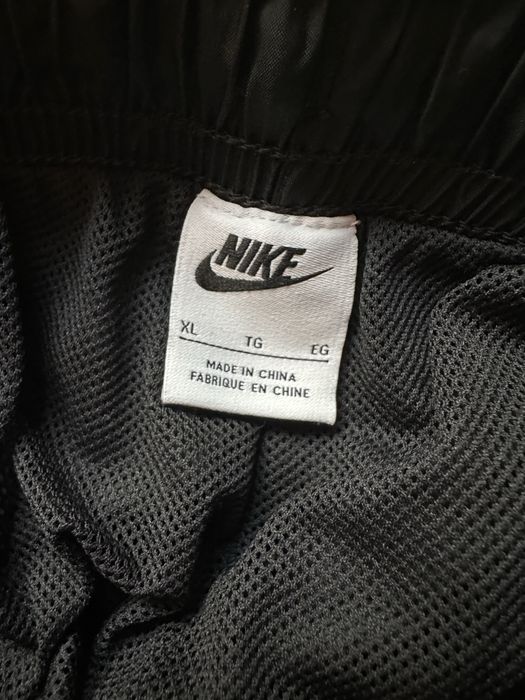 NIKE
XL TG EG
MADE IN CHINA
FABRIQUE EN CHINE